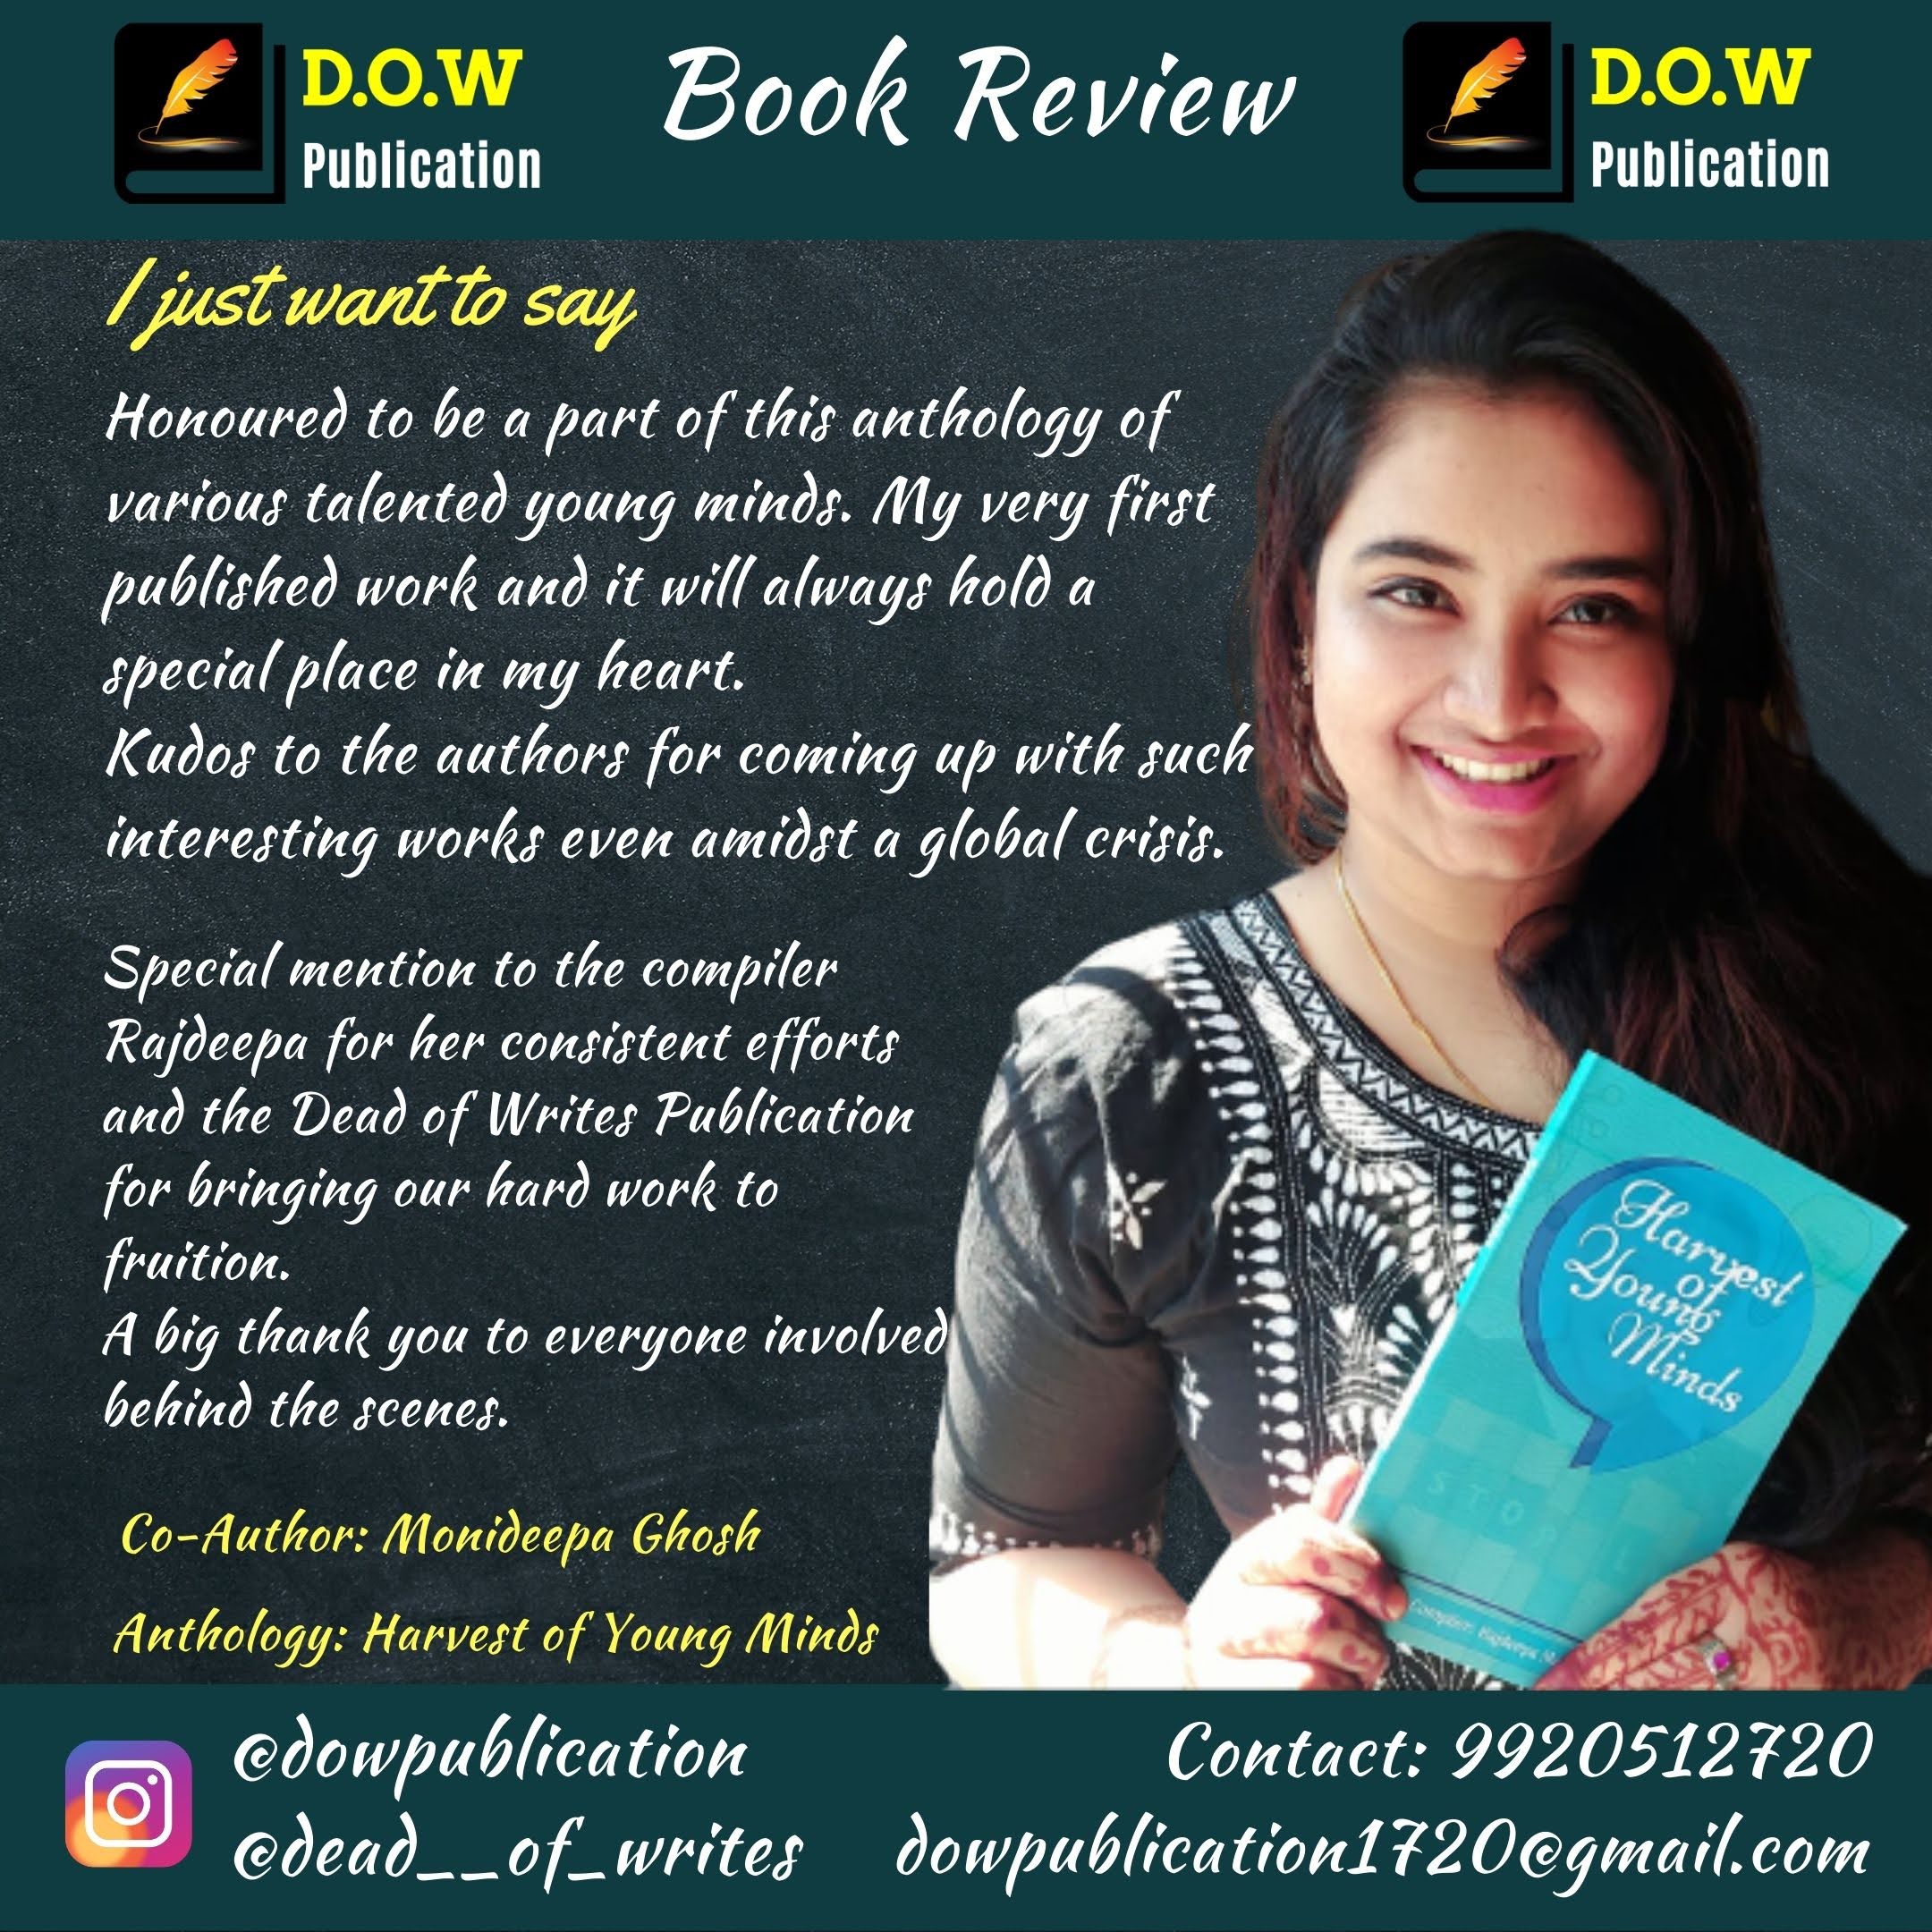 D.O.W
Publication
Book Review
D.O.W
Publication
I just want to say
Honoured to be a part of this anthology of
various talented young minds. My very first
published work and it will always hold a
special place in my heart.
Kudos to the authors for coming up with such
interesting works even amidst a global crisis.
Special mention to the compiler
Rajdeepa for her consistent efforts
and the Dead of Writes Publication
for bringing our hard work to
fruition.
A big thank you to everyone involved
behind the scenes.
Co-Author: Monideepa Ghosh
Anthology: Harvest of Young Minds
Harvest
of
Young
Minds
@dowpublication
@dead__of_writes
Contact: 9920512720
dowpublication1720@gmail.com